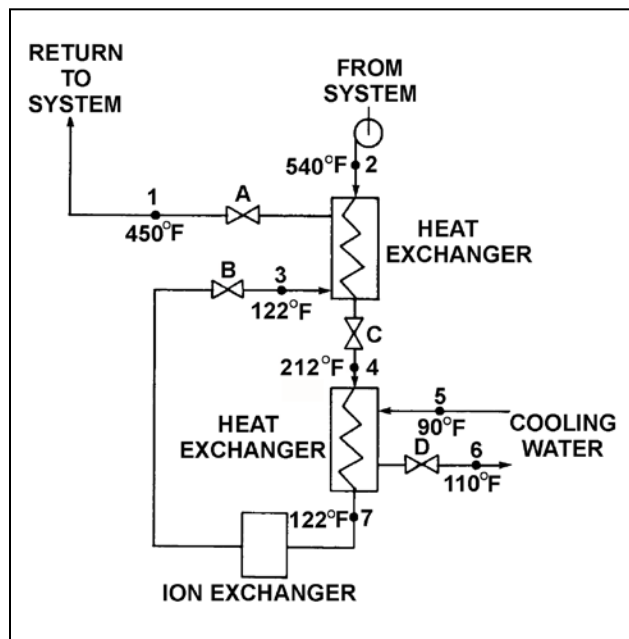 RETURN
TO
SYSTEM
FROM
SYSTEM
540°F 2
1 A
450°F
HEAT
EXCHANGER
B 3
122°F
C
212°F 4
HEAT
EXCHANGER
5
90°F
COOLING
WATER
D 6
110°F
122°F 7
ION EXCHANGER